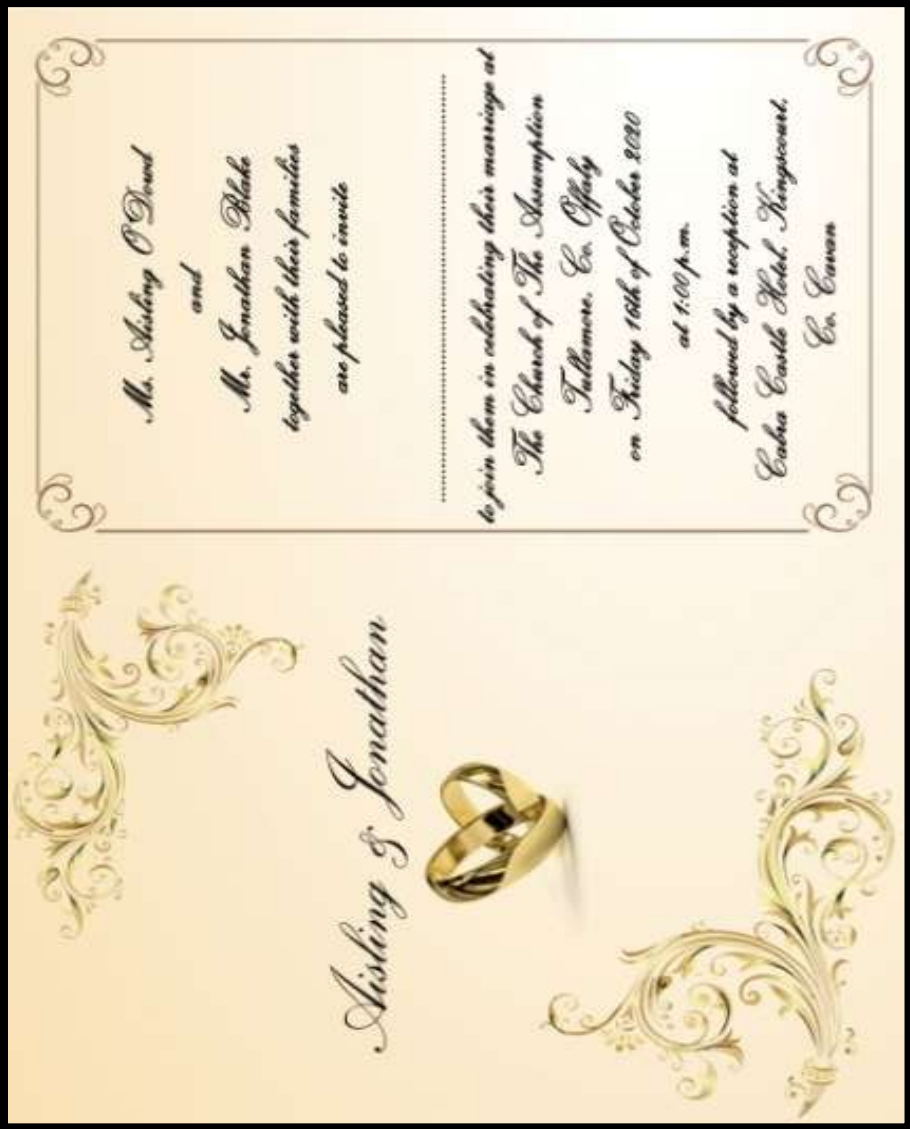 Aisling & Jonathan
Ms. Aisling O'Dowd
and
Mr. Jonathan Blake
together with their families
are pleased to invite
to join them in celebrating their marriage at
The Church of The Assumption
Tullamore, Co. Offaly
on Friday 16th of October 2020
at 1:00 p.m.
followed by a reception at
Cabra Castle Hotel, Kingscourt,
Co. Cavan